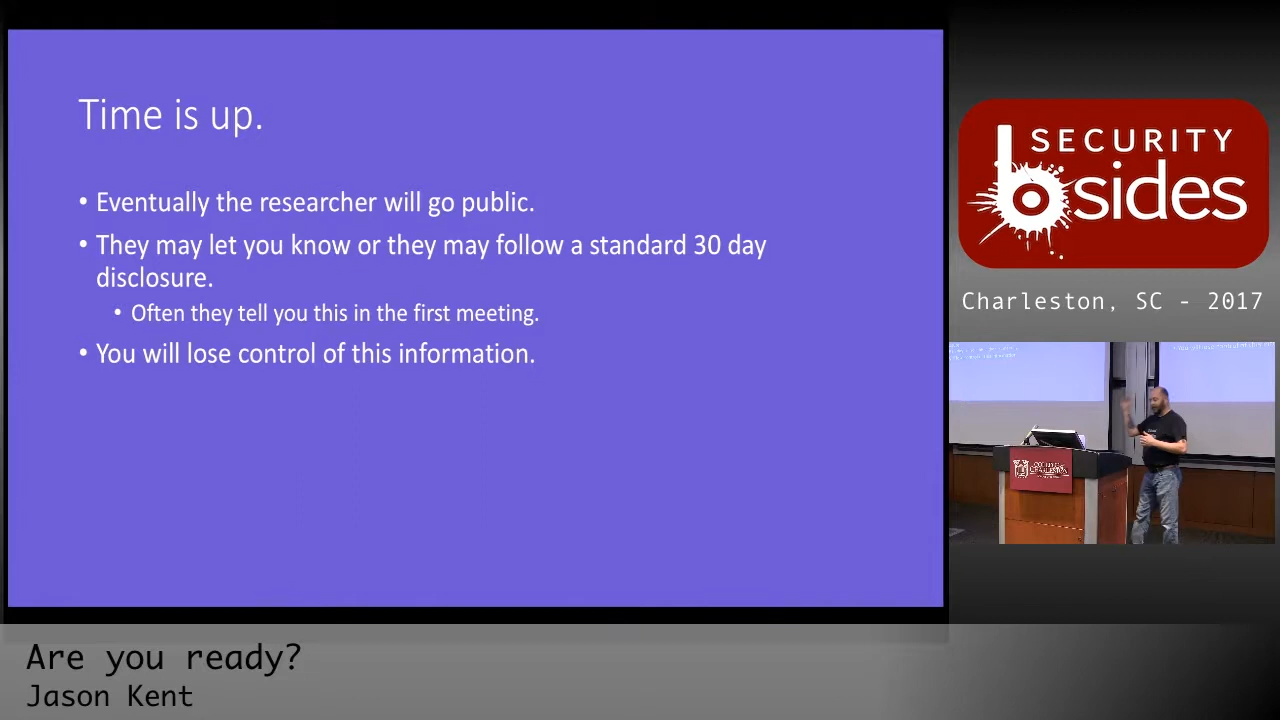 Time is up.
• Eventually the researcher will go public.
• They may let you know or they may follow a standard 30 day
disclosure.
• Often they tell you this in the first meeting.
• You will lose control of this information.
SECURITY
bsides
Charleston, SC - 2017
Are you ready?
Jason Kent